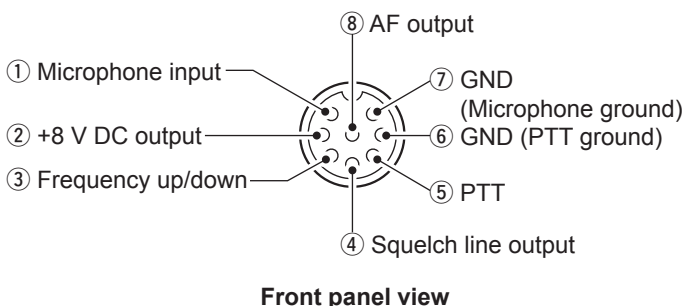 ⑧ AF output
① Microphone input
⑦ GND
(Microphone ground)
② +8 V DC output
⑥ GND (PTT ground)
③ Frequency up/down
⑤ PTT
④ Squelch line output
Front panel view